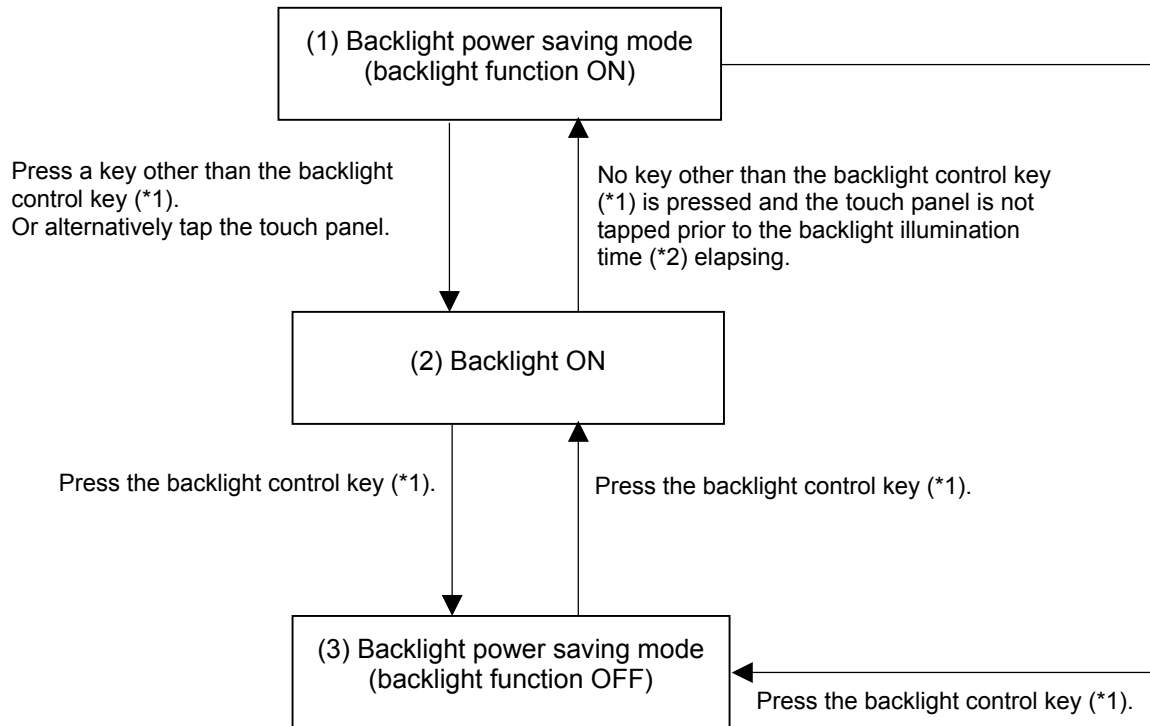 (1) Backlight power saving mode
(backlight function ON)
Press a key other than the backlight
control key (*1).
Or alternatively tap the touch panel.
No key other than the backlight control key
(*1) is pressed and the touch panel is not
tapped prior to the backlight illumination
time (*2) elapsing.
(2) Backlight ON
Press the backlight control key (*1).
Press the backlight control key (*1).
(3) Backlight power saving mode
(backlight function OFF)
Press the backlight control key (*1).